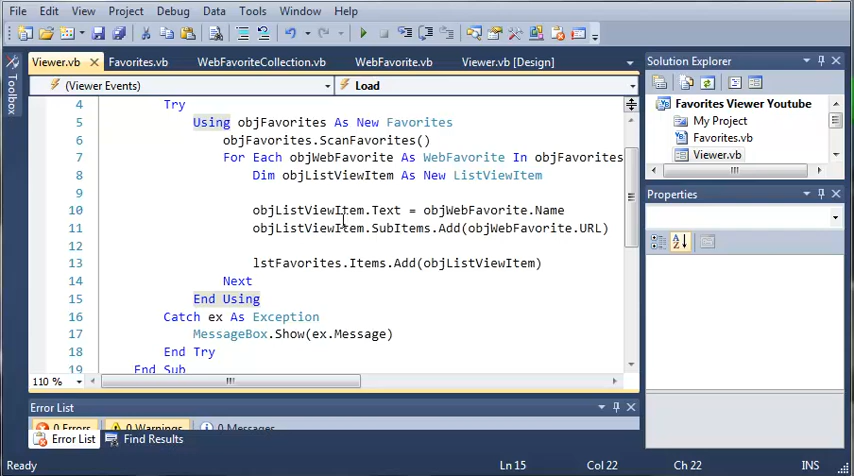 File Edit View Project Debug Data Tools Window Help
Viewer.vb Favorites.vb WebFavoriteCollection.vb WebFavorite.vb Viewer.vb [Design]
Toolbox
(Viewer Events) Load
4 Try
5 Using objFavorites As New Favorites
6 objFavorites.ScanFavorites()
7 For Each objWebFavorite As WebFavorite In objFavorites
8 Dim objListViewItem As New ListViewItem
9
10 objListViewItem.Text = objWebFavorite.Name
11 objListViewItem.SubItems.Add(objWebFavorite.URL)
12
13 lstFavorites.Items.Add(objListViewItem)
14 Next
15 End Using
16 Catch ex As Exception
17 MessageBox.Show(ex.Message)
18 End Try
19 End Sub
110 %
Solution Explorer
Favorites Viewer Youtube
My Project
Favorites.vb
Viewer.vb
Properties
Error List
0 Errors 0 Warnings 0 Messages
Error List Find Results
Ready Ln 15 Col 22 Ch 22 INS